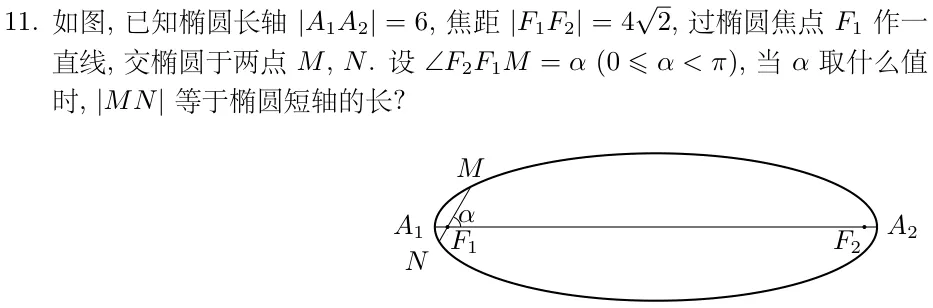 11. 如图, 已知椭圆长轴 |A₁A₂| = 6, 焦距 |F₁F₂| = 4√2, 过椭圆焦点 F₁ 作一
直线, 交椭圆于两点 M, N. 设 ∠F₂F₁M = α (0 ⩽ α < π), 当 α 取什么值
时, |MN| 等于椭圆短轴的长?
M
A₁ α A₂
F₁ F₂
N